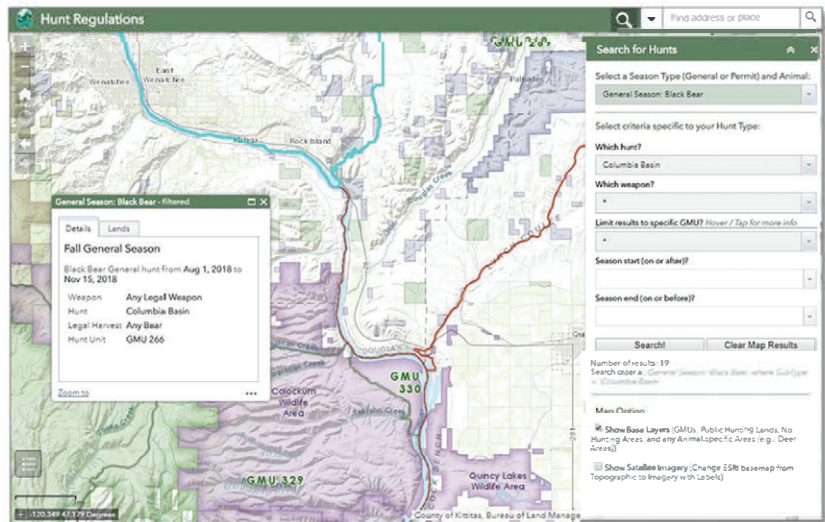 Hunt Regulations
Find address or place
East
Wenatchee
Wenatchee
Malaga
Rock Island
Palisades
Douglas Creek
DOUGLAS
GMU
330
Colockum
Wildlife
Area
GMU 329
Quincy Lakes
Wildlife Area
County of Kittitas, Bureau of Land Manage
-120.349 47.179 Degrees
General Season: Black Bear - filtered
Details
Lands
Fall General Season
Black Bear General hunt from Aug 1, 2018 to
Nov 15, 2018
Weapon Any Legal Weapon
Hunt Columbia Basin
Legal Harvest Any Bear
Hunt Unit GMU 266
Zoom to
Search for Hunts
Select a Season Type (General or Permit) and Animal:
General Season: Black Bear
Select criteria specific to your Hunt Type:
Which hunt?
Columbia Basin
Which weapon?
*
Limit results to specific GMU? Hover / Tap for more info
*
Season start (on or after)?
Season end (on or before)?
Search!
Clear Map Results
Number of results: 19
General Season: Black Bear, where
Columbia Basin
Map Option
Show Base Layers (GMUs, Public Hunting Lands, No
Hunting Areas, and any Animal-specific Areas (e.g., Deer
Areas))
Show Satellite Imagery (Change ESRI basemap from
Topographic to Imagery with Labels)